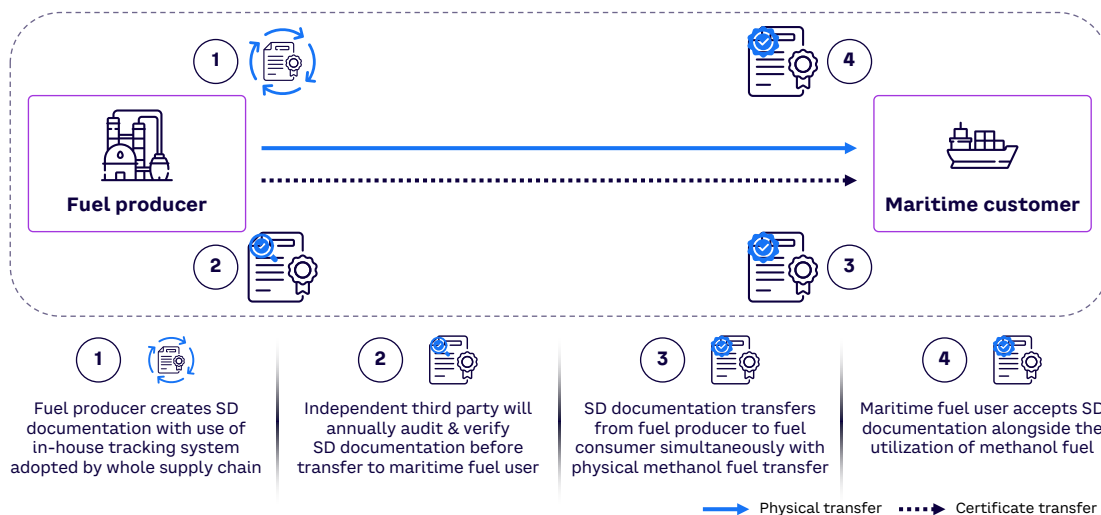 1
4
Fuel producer
Maritime customer
2
3
1
Fuel producer creates SD
documentation with use of
in-house tracking system
adopted by whole supply chain
2
Independent third party will
annually audit & verify
SD documentation before
transfer to maritime fuel user
3
SD documentation transfers
from fuel producer to fuel
consumer simultaneously with
physical methanol fuel transfer
4
Maritime fuel user accepts SD
documentation alongside the
utilization of methanol fuel
Physical transfer
Certificate transfer